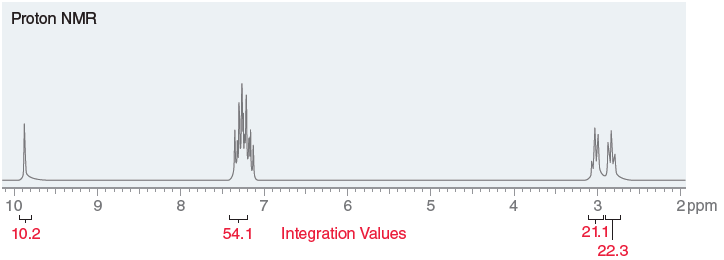 Proton NMR
10 9 8 7 6 5 4 3 2 ppm
10.2 54.1 Integration Values 21.1
22.3